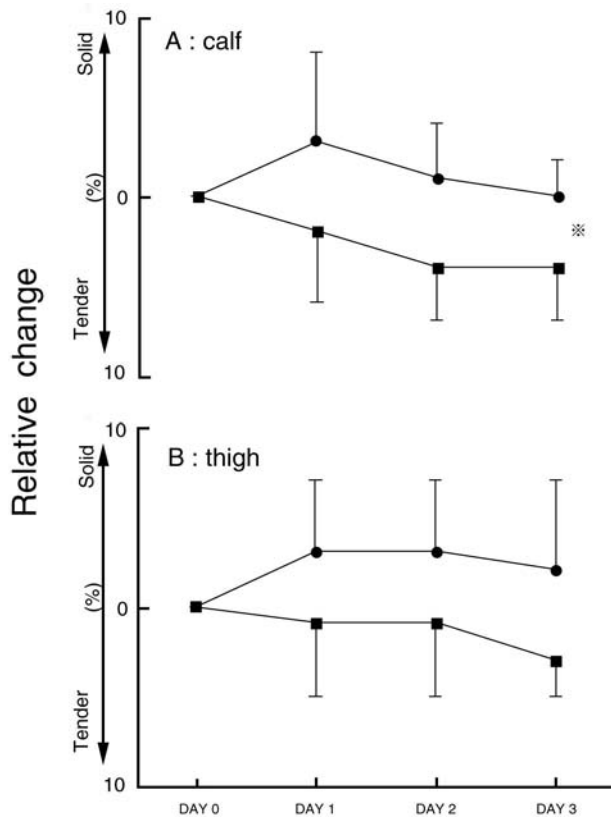 Relative change
10
Solid
A : calf
(%)
0
※
Tender
10
10
Solid
B : thigh
(%)
0
Tender
10
DAY 0 DAY 1 DAY 2 DAY 3